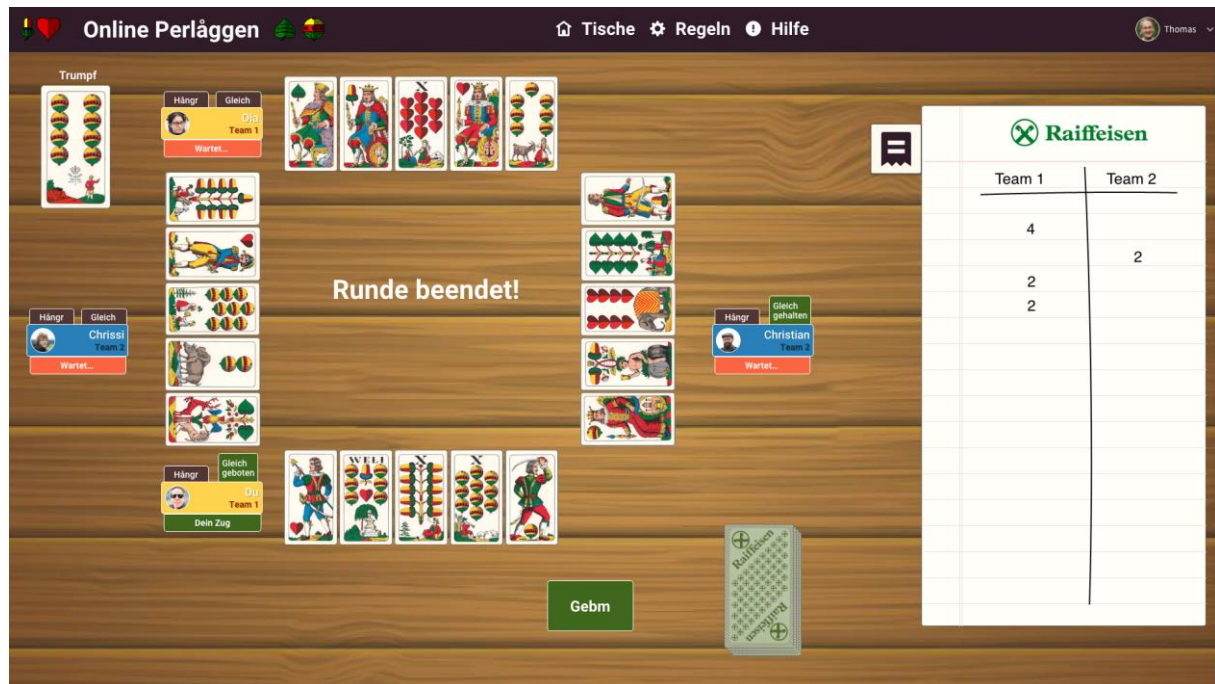 Online Perlåggen
Tische
Regeln
Hilfe
Thomas
Trumpf
Hängr
Gleich
Ola
Team 1
Wartet...
X
Raiffeisen
Team 1
Team 2
4
2
2
2
Runde beendet!
Hängr
Gleich
Chrissi
Team 2
Wartet...
Hängr
Gleich
gehalten
Christian
Team 2
Wartet...
Hängr
Gleich
geboten
Du
Team 1
Dein Zug
WELI
X
X
Gebm
Raiffeisen
Raiffeisen